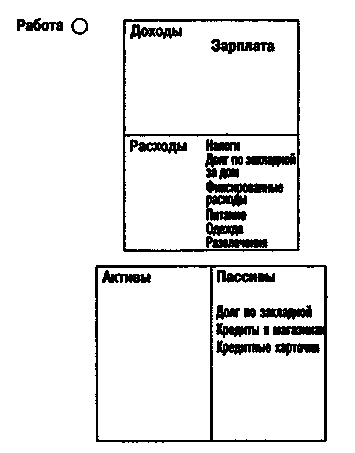 Работа
Доходы
Зарплата
Расходы
Налоги
Долг по закладной
за дом
Фиксированные
расходы
Питание
Одежда
Развлечения
Активы
Пассивы
Долг по закладной
Кредиты в магазинах
Кредитные карточки